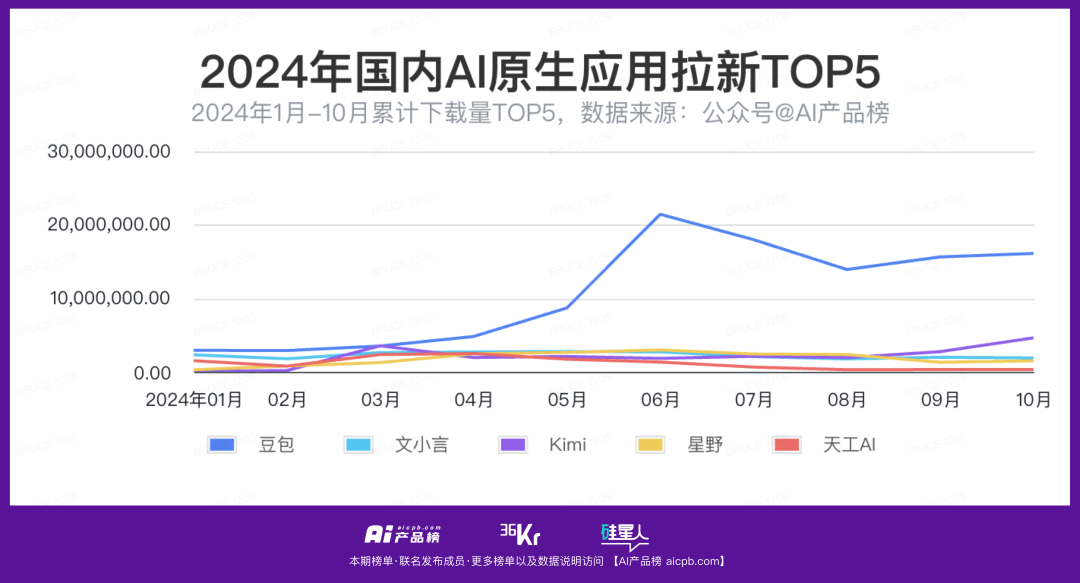 2024年国内AI原生应用拉新TOP5
2024年1月-10月累计下载量TOP5，数据来源：公众号@AI产品榜
30,000,000.00
20,000,000.00
10,000,000.00
0.00
2024年01月 02月 03月 04月 05月 06月 07月 08月 09月 10月
豆包 文小言 Kimi 星野 天工AI
Ai aicpb.com 产品榜 36Kr 硅星人
本期榜单·联名发布成员·更多榜单以及数据说明访问 【AI产品榜 aicpb.com】
BRUCE 1205